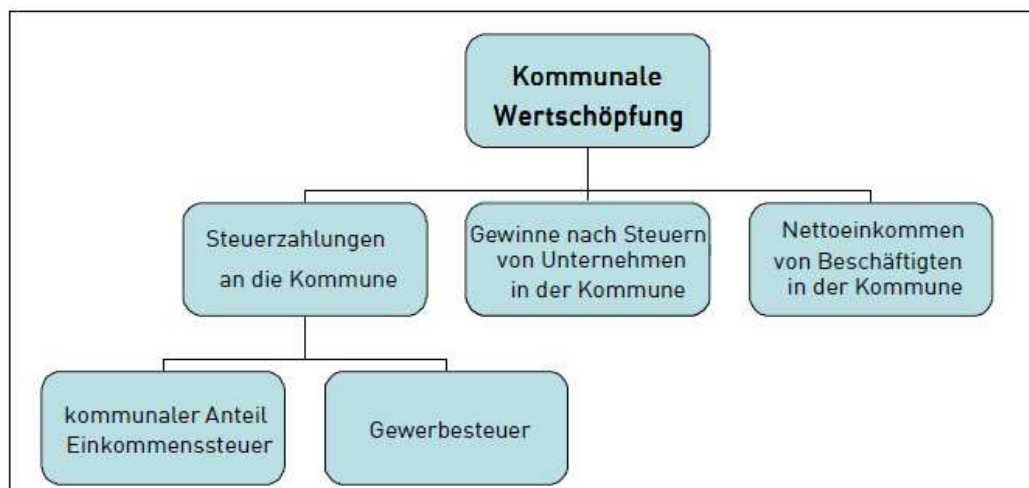 Kommunale
Wertschöpfung
Steuerzahlungen
an die Kommune
Gewinne nach Steuern
von Unternehmen
in der Kommune
Nettoeinkommen
von Beschäftigten
in der Kommune
kommunaler Anteil
Einkommenssteuer
Gewerbesteuer